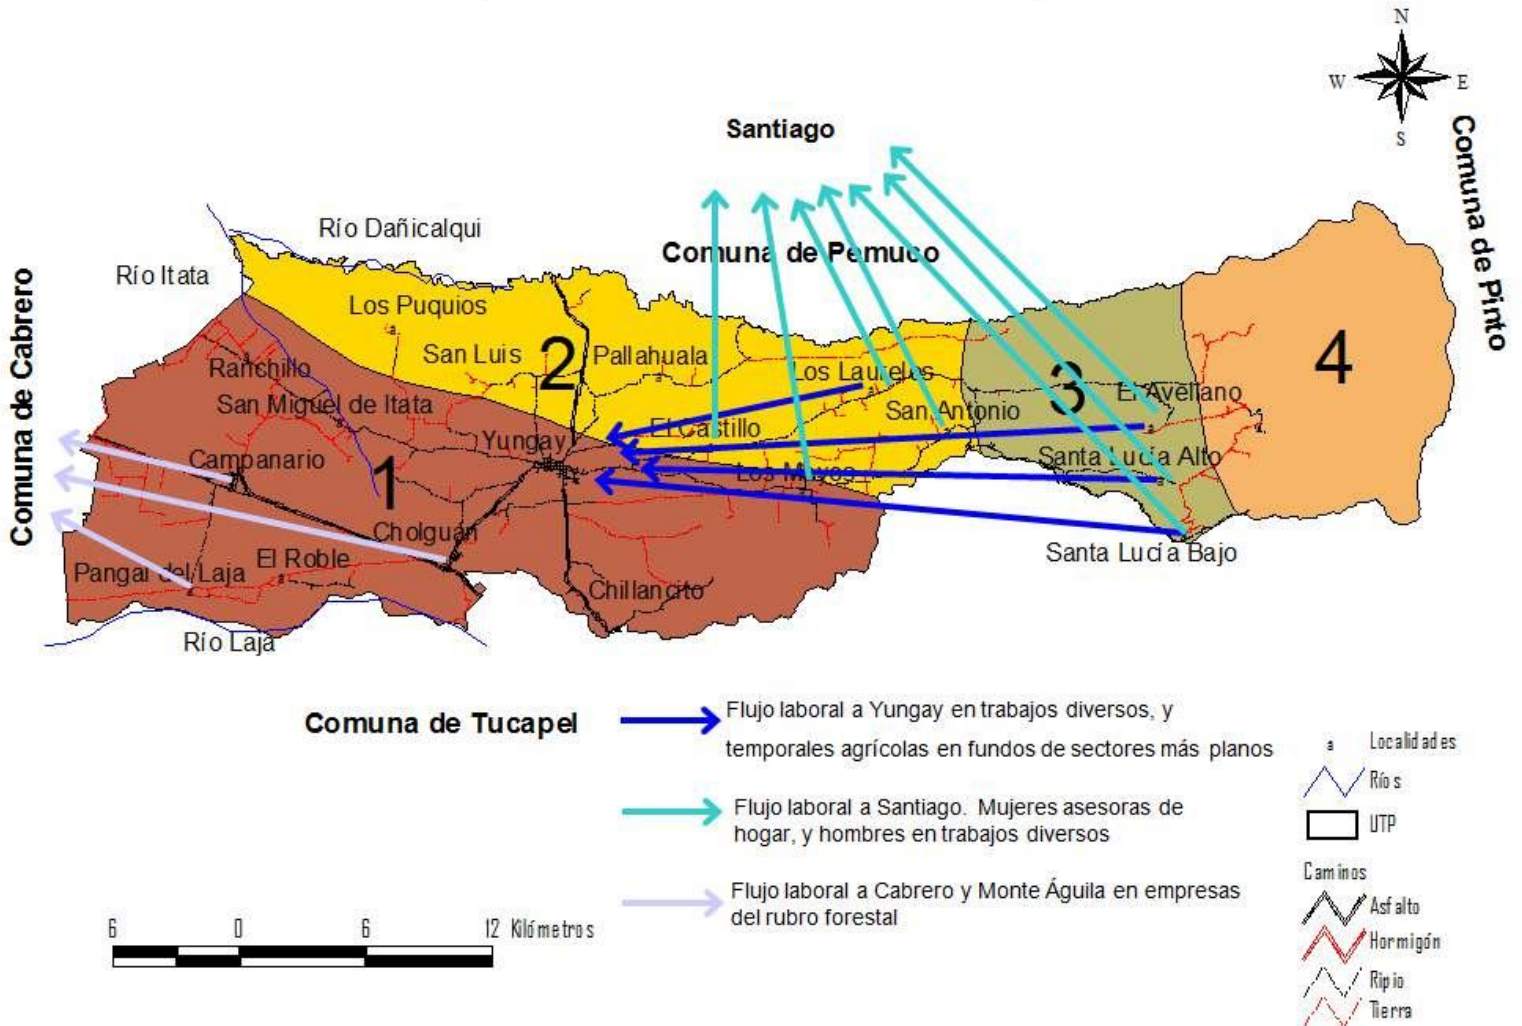 N
W
E
S
Santiago
Comuna de Pinto
Río Dañicalqui
Comuna de Pemuco
Río Itata
Los Puquios
Comuna de Cabrero
San Luis
2
Pallahuala
4
Ranchillo
Los Laureles
3
El Avellano
San Miguel de Itata
San Antonio
Yungay
El Castillo
Campanario
1
Los Mayos
Santa Lucía Alto
Cholguán
Pangal del Laja
El Roble
Santa Lucía Bajo
Chillancito
Río Laja
Comuna de Tucapel
Flujo laboral a Yungay en trabajos diversos, y
temporales agrícolas en fundos de sectores más planos
Flujo laboral a Santiago. Mujeres asesoras de
hogar, y hombres en trabajos diversos
Flujo laboral a Cabrero y Monte Águila en empresas
del rubro forestal
Localidades
Ríos
UTP
Caminos
Asfalto
Hormigón
Ripio
Tierra
6 0 6 12 Kilómetros